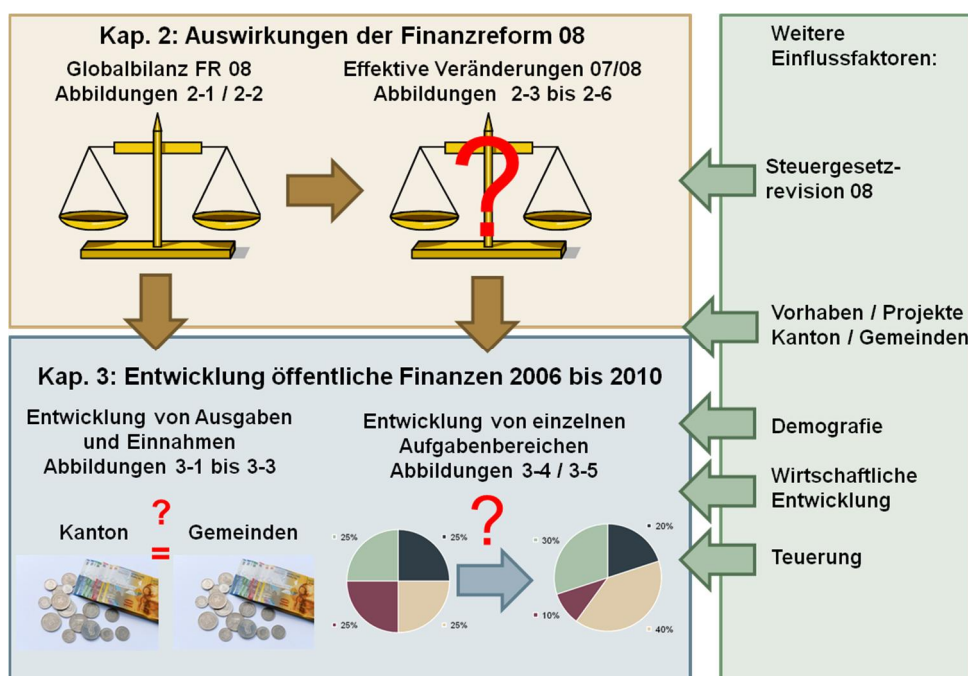 Kap. 2: Auswirkungen der Finanzreform 08
Globalbilanz FR 08
Abbildungen 2-1 / 2-2
Effektive Veränderungen 07/08
Abbildungen 2-3 bis 2-6
?
Kap. 3: Entwicklung öffentliche Finanzen 2006 bis 2010
Entwicklung von Ausgaben
und Einnahmen
Abbildungen 3-1 bis 3-3
?
=
Kanton
Gemeinden
Entwicklung von einzelnen
Aufgabenbereichen
Abbildungen 3-4 / 3-5
?
25%
25%
25%
25%
30%
20%
10%
40%
Weitere
Einflussfaktoren:
Steuergesetz-
revision 08
Vorhaben / Projekte
Kanton / Gemeinden
Demografie
Wirtschaftliche
Entwicklung
Teuerung